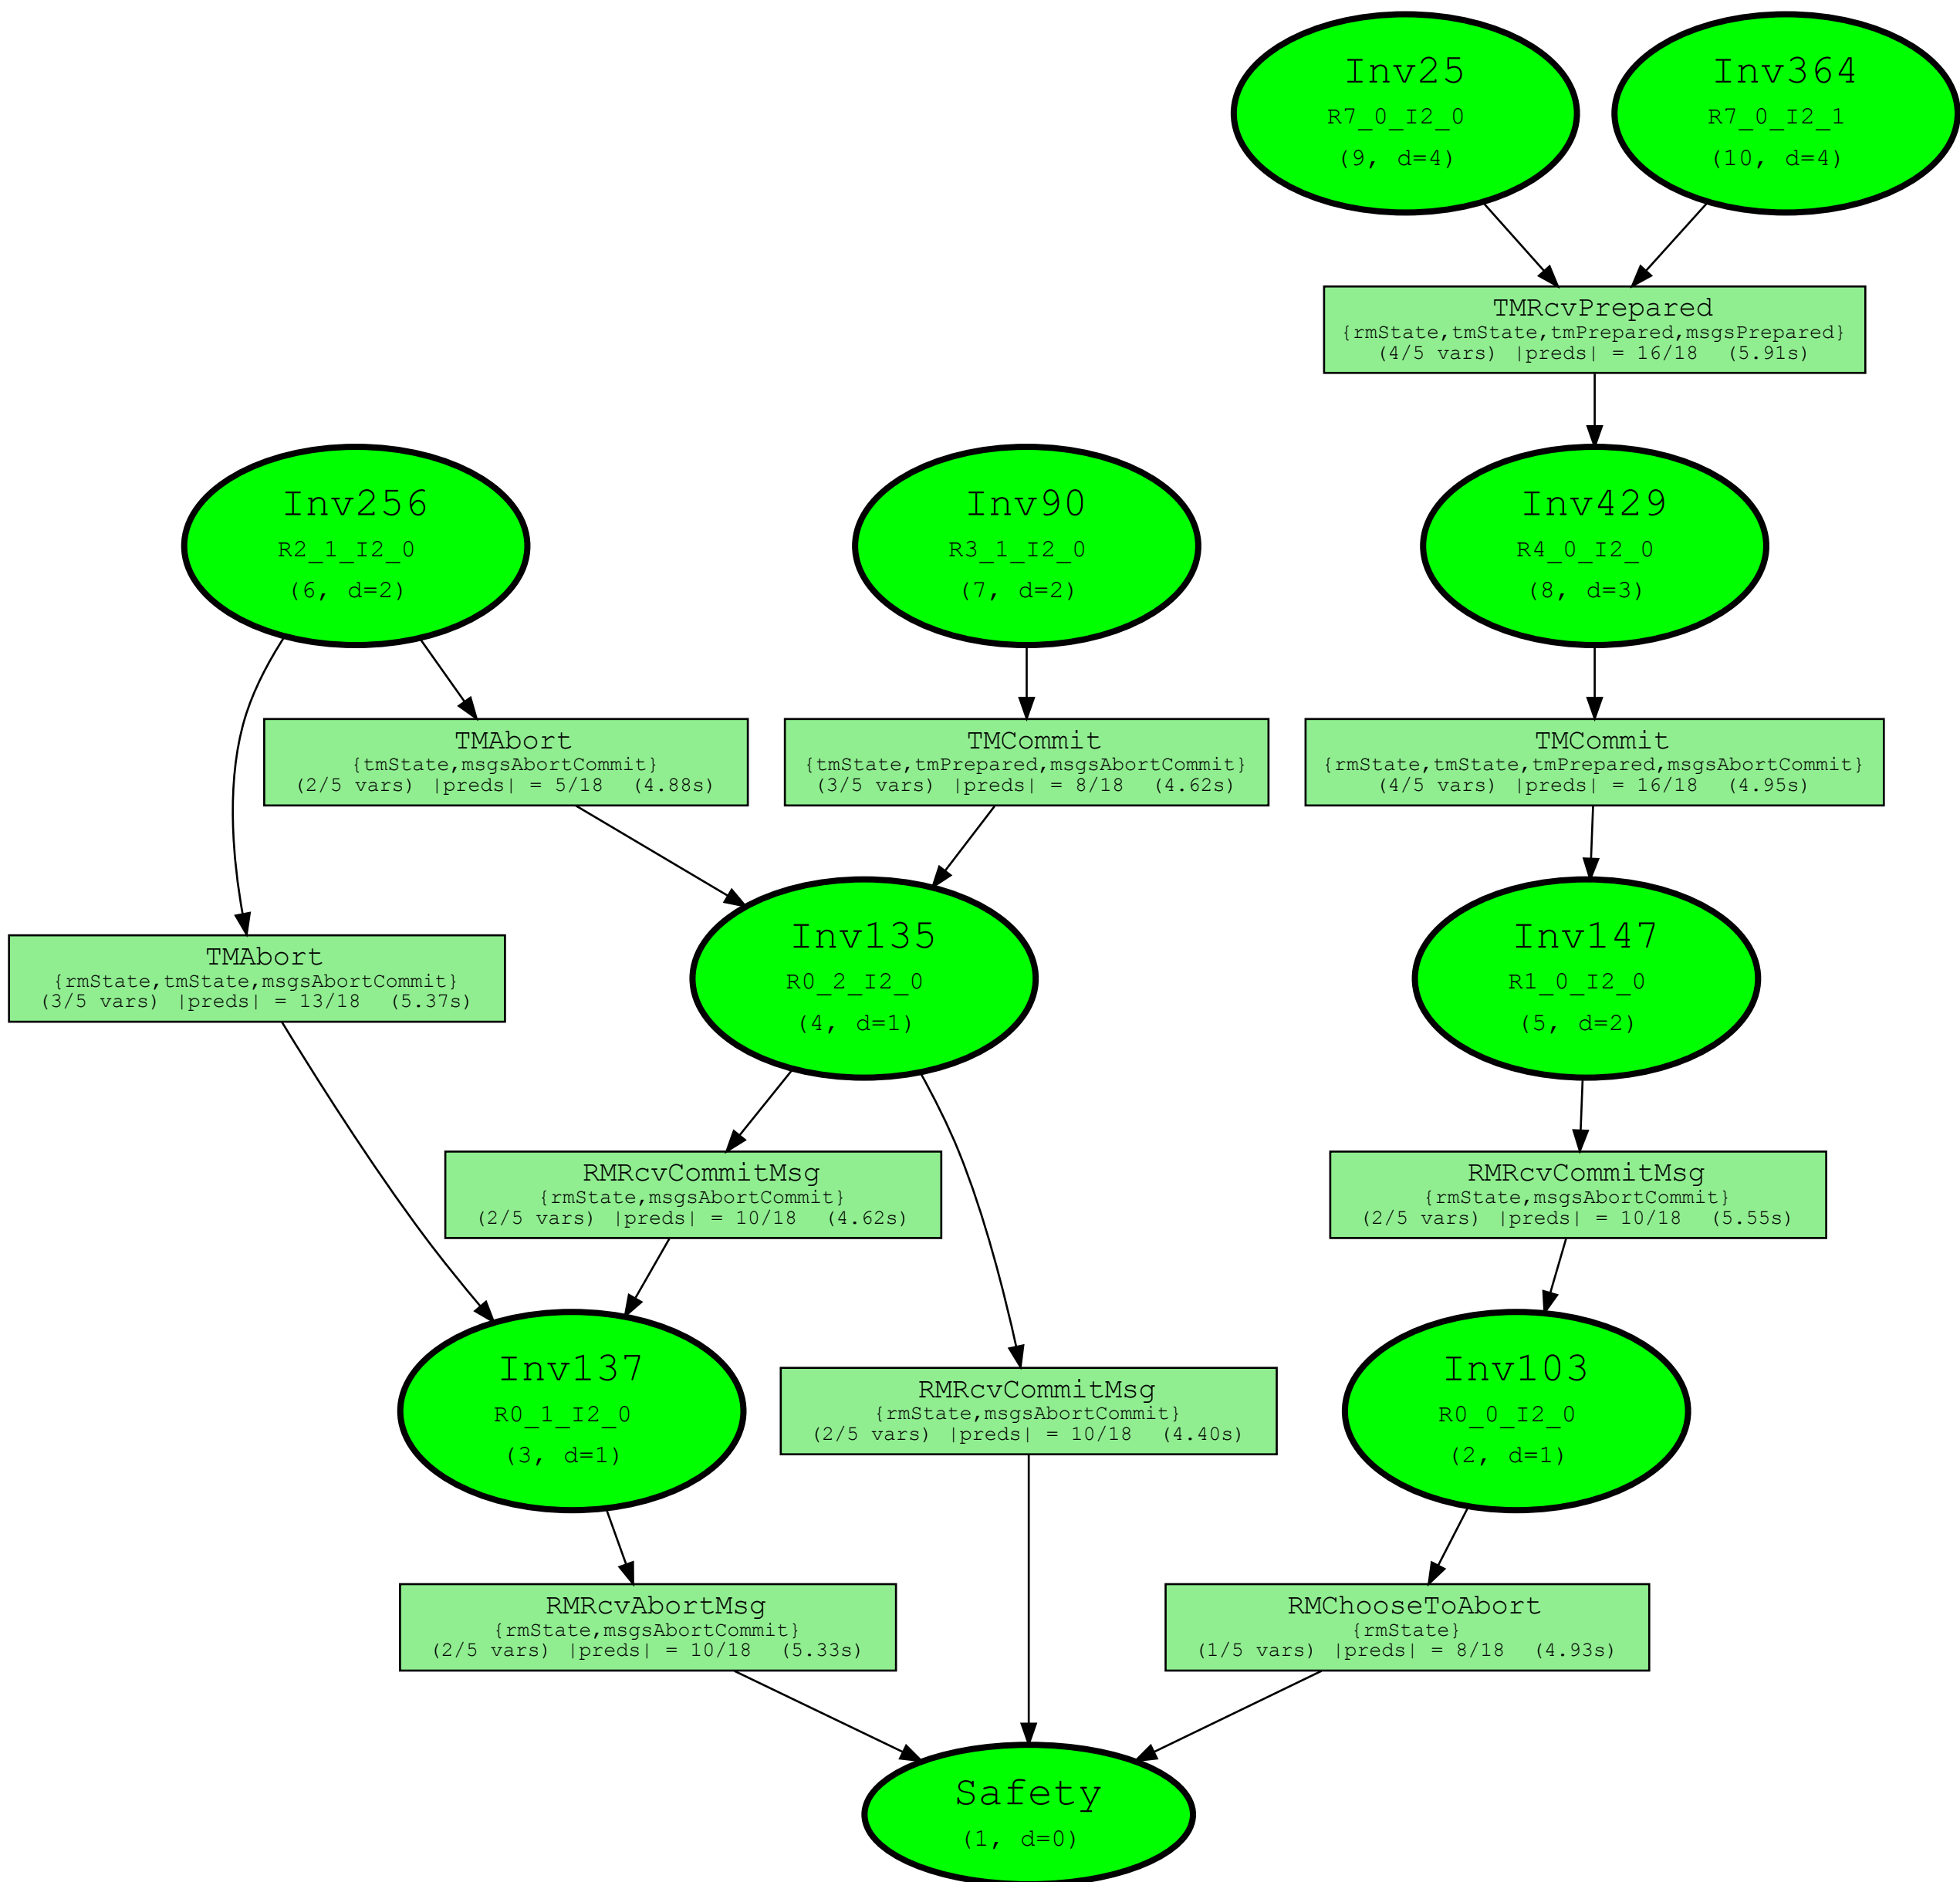 Inv25
R7_0_I2_0
(9, d=4)
Inv364
R7_0_I2_1
(10, d=4)
TMRcvPrepared
{rmState,tmState,tmPrepared,msgsPrepared}
(4/5 vars) |preds| = 16/18 (5.91s)
Inv256
R2_1_I2_0
(6, d=2)
Inv90
R3_1_I2_0
(7, d=2)
Inv429
R4_0_I2_0
(8, d=3)
TMAbort
{tmState,msgsAbortCommit}
(2/5 vars) |preds| = 5/18 (4.88s)
TMCommit
{tmState,tmPrepared,msgsAbortCommit}
(3/5 vars) |preds| = 8/18 (4.62s)
TMCommit
{rmState,tmState,tmPrepared,msgsAbortCommit}
(4/5 vars) |preds| = 16/18 (4.95s)
TMAbort
{rmState,tmState,msgsAbortCommit}
(3/5 vars) |preds| = 13/18 (5.37s)
Inv135
R0_2_I2_0
(4, d=1)
Inv147
R1_0_I2_0
(5, d=2)
RMRcvCommitMsg
{rmState,msgsAbortCommit}
(2/5 vars) |preds| = 10/18 (4.62s)
RMRcvCommitMsg
{rmState,msgsAbortCommit}
(2/5 vars) |preds| = 10/18 (5.55s)
Inv137
R0_1_I2_0
(3, d=1)
RMRcvCommitMsg
{rmState,msgsAbortCommit}
(2/5 vars) |preds| = 10/18 (4.40s)
Inv103
R0_0_I2_0
(2, d=1)
RMRcvAbortMsg
{rmState,msgsAbortCommit}
(2/5 vars) |preds| = 10/18 (5.33s)
RMChooseToAbort
{rmState}
(1/5 vars) |preds| = 8/18 (4.93s)
Safety
(1, d=0)